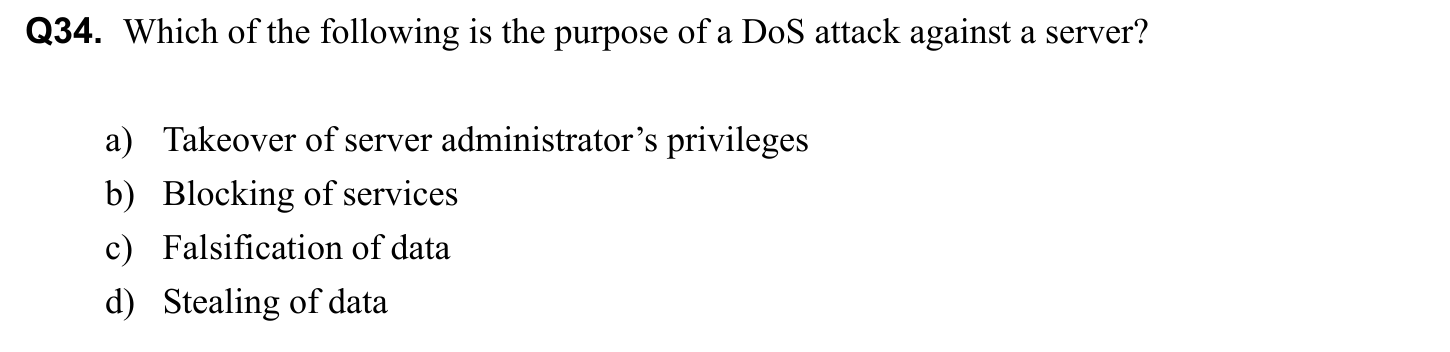 Q34. Which of the following is the purpose of a DoS attack against a server?
a) Takeover of server administrator’s privileges
b) Blocking of services
c) Falsification of data
d) Stealing of data